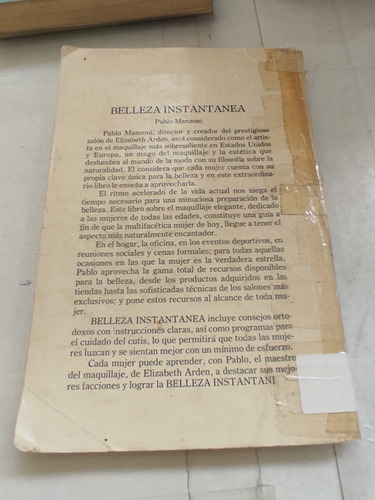 BELLEZA INSTANTANEA
Pablo Manzoni
Pablo Manzoni, director y creador del prestigioso
salón de Elizabeth Arden, está considerado como el artis-
ta en el maquillaje más sobresaliente en Estados Unidos
y Europa, un mago del maquillaje y la estética que
deslumbra al mundo de la moda con su filosofía sobre la
naturalidad. El considera que cada mujer cuenta con su
propia clave única para la belleza y en este extraordina-
rio libro le enseña a aprovecharla.
El ritmo acelerado de la vida actual nos niega el
tiempo necesario para una minuciosa preparación de la
belleza. Este libro sobre el maquillaje elegante, dedicado
a las mujeres de todas las edades, constituye una guía a
fin de que la multifacética mujer de hoy, llegue a tener el
aspecto más naturalmente encantador.
En el hogar, la oficina, en los eventos deportivos, en
reuniones sociales y cenas formales; para todas aquellas
ocasiones en las que la mujer es la verdadera estrella,
Pablo aprovecha la gama total de recursos disponibles
para la belleza, desde los productos adquiridos en las
tiendas hasta las sofisticadas técnicas de los salones más
exclusivos; y pone estos recursos al alcance de toda mu-
jer.
BELLEZA INSTANTANEA incluye consejos orto-
doxos con instrucciones claras, así como programas para
el cuidado del cutis, lo que permitirá que todas las muje-
res luzcan y se sientan mejor con un mínimo de esfuerzo.
Cada mujer puede aprender, con Pablo, el maestro
del maquillaje, de Elizabeth Arden, a destacar sus mejo-
res facciones y lograr la BELLEZA INSTANTANE